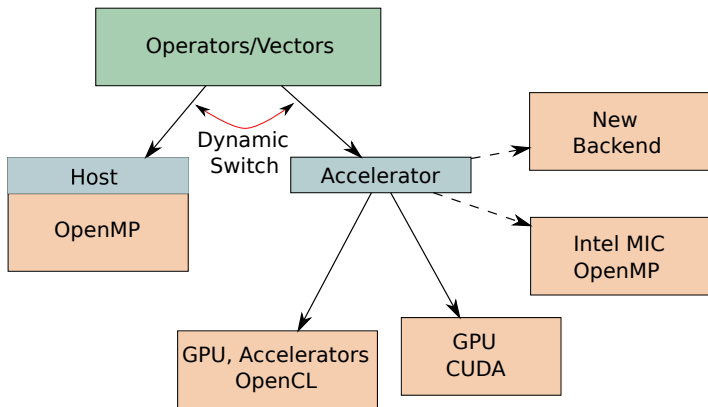 Operators/Vectors
Dynamic
Switch
Host
OpenMP
Accelerator
New
Backend
Intel MIC
OpenMP
GPU, Accelerators
OpenCL
GPU
CUDA